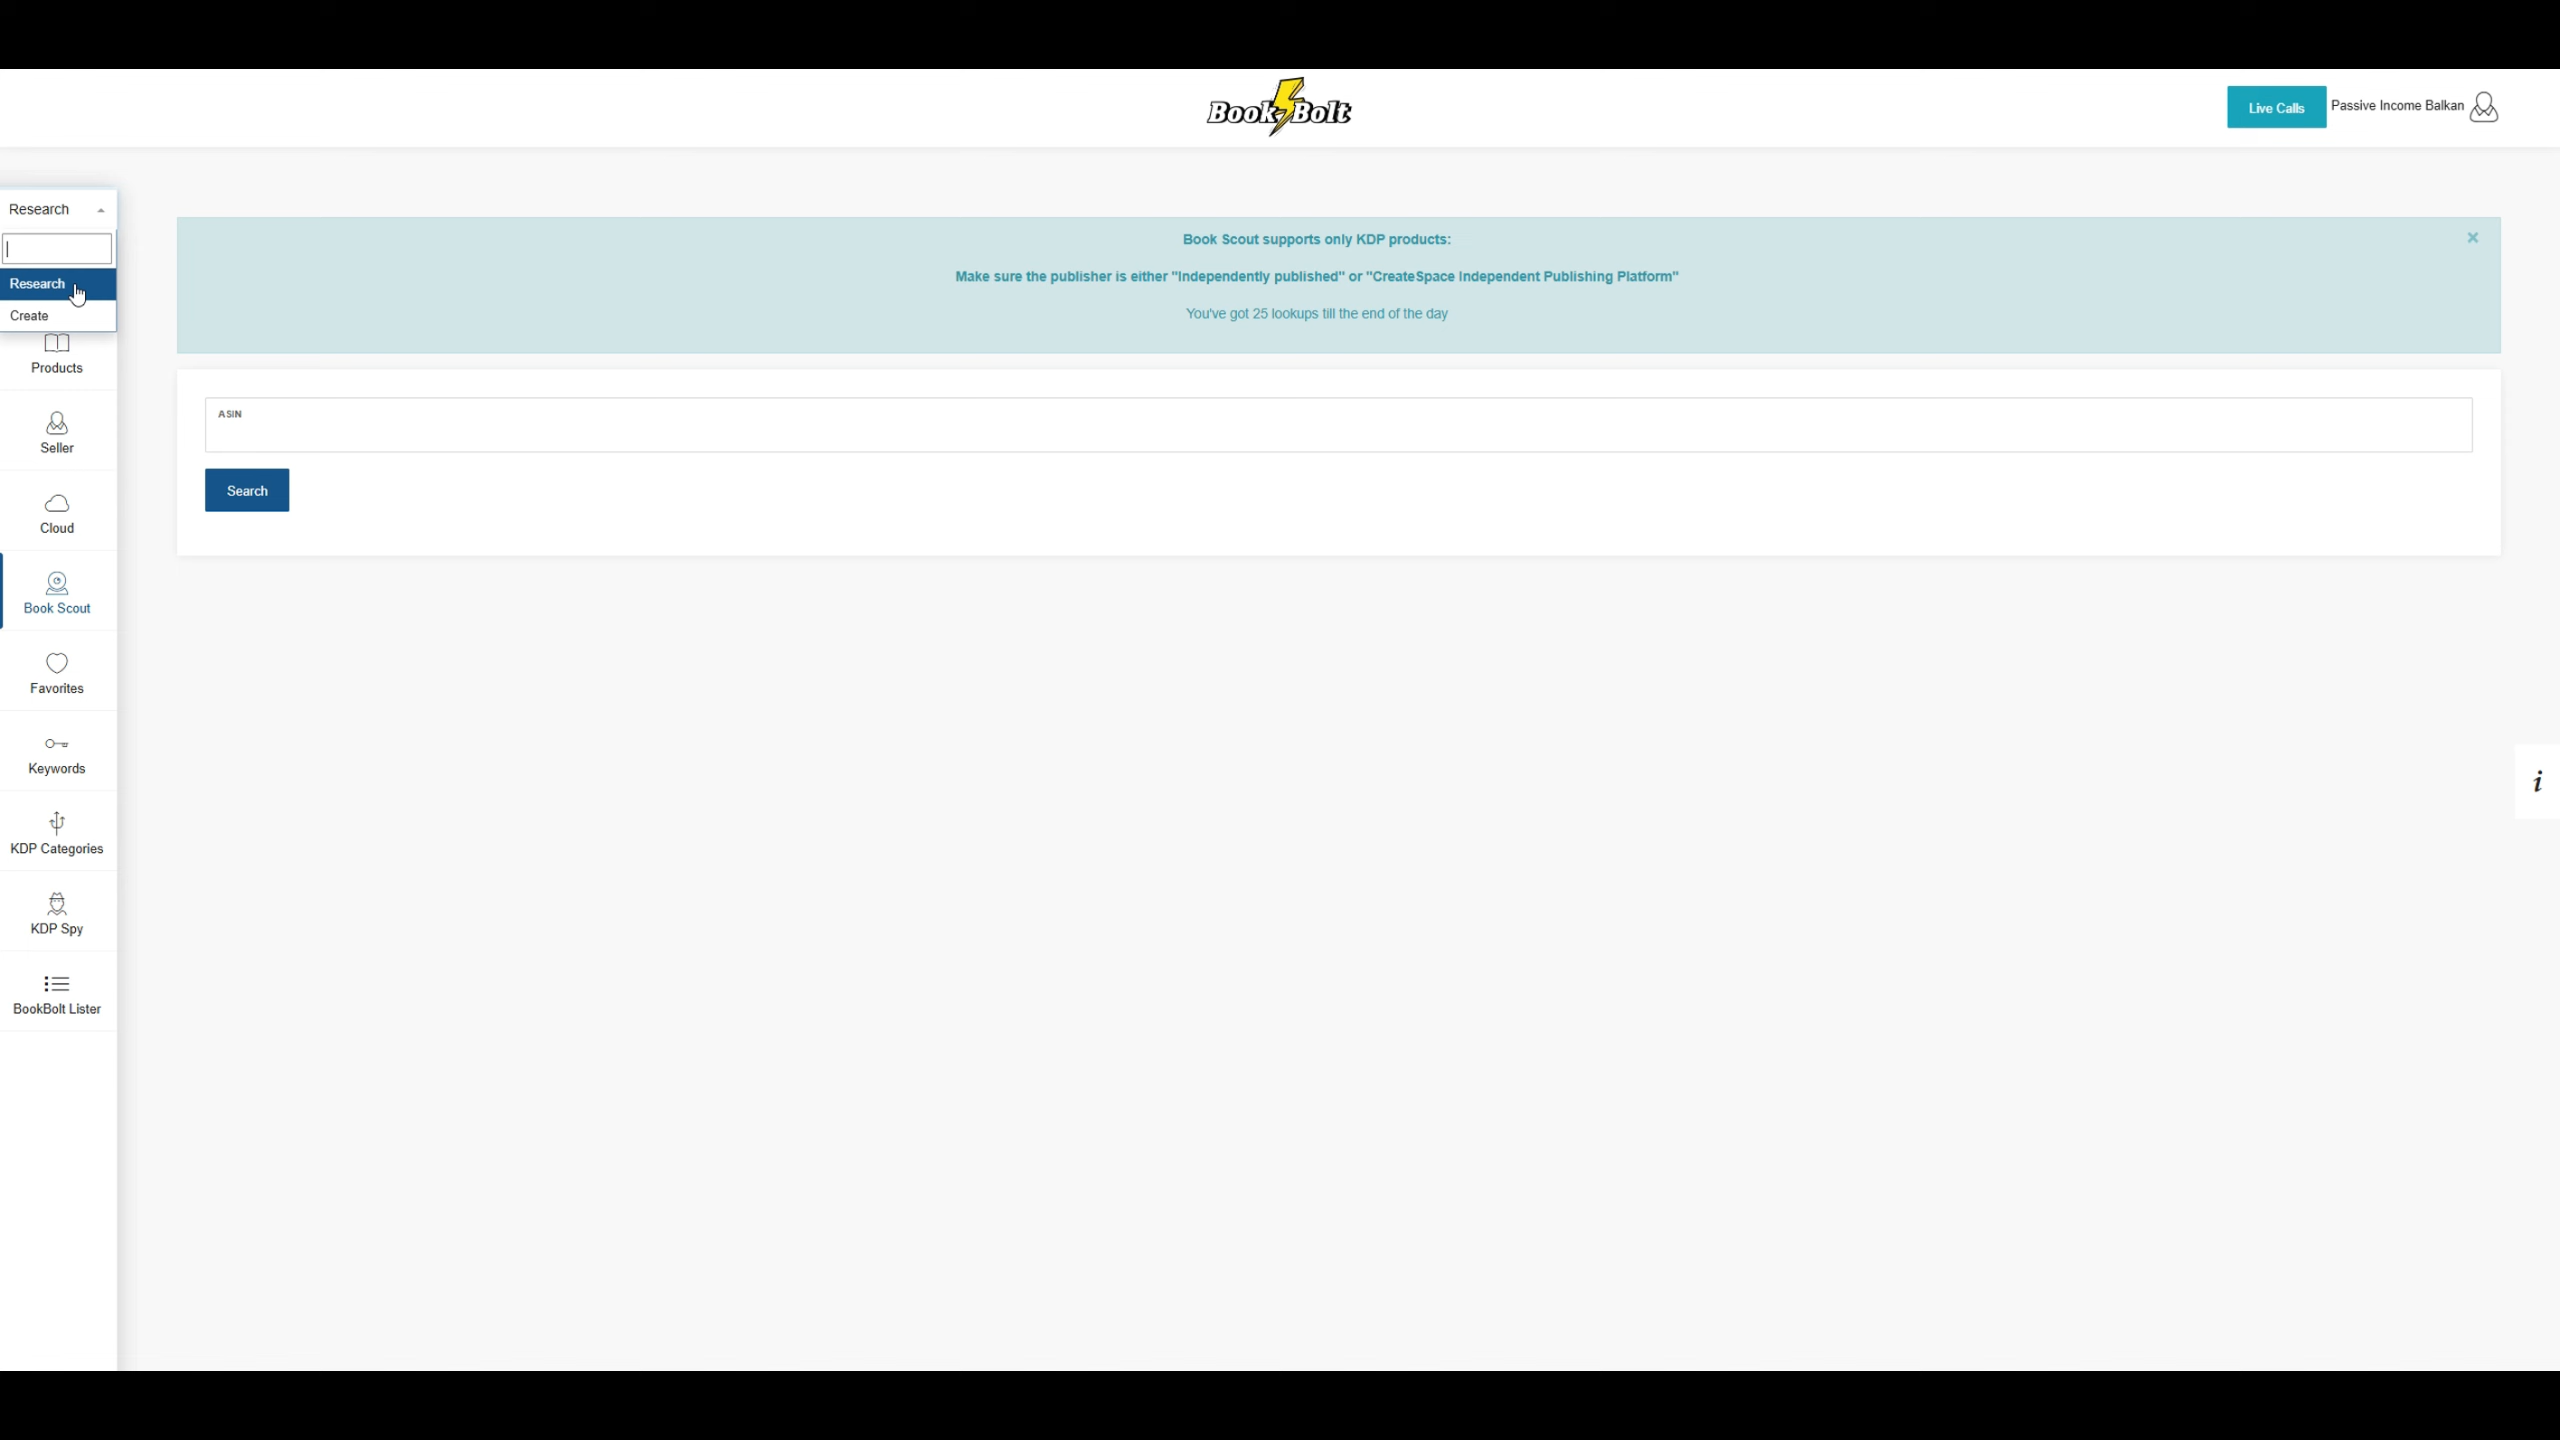 Book Bolt
Live Calls
Passive Income Balkan
Research
Research
Create
Products
Seller
Cloud
Book Scout
Favorites
Keywords
KDP Categories
KDP Spy
BookBolt Lister
Book Scout supports only KDP products:
Make sure the publisher is either "Independently published" or "CreateSpace Independent Publishing Platform"
You've got 25 lookups till the end of the day
×
ASIN
Search
i